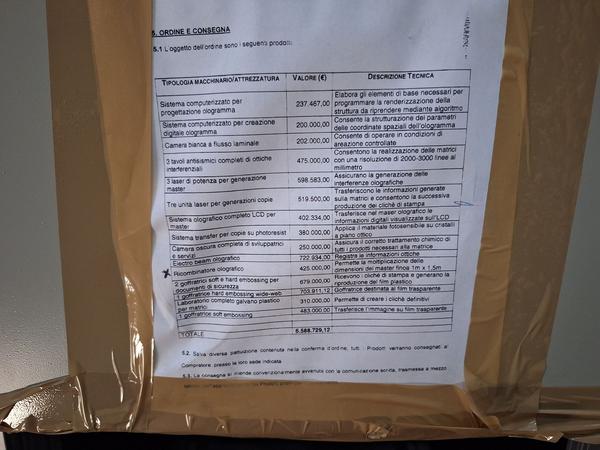 5. ORDINE E CONSEGNA
5.1 L'oggetto dell'ordine sono i seguenti prodotti
TIPOLOGIA MACCHINARIO/ATTREZZATURA VALORE (€) DESCRIZIONE TECNICA
Sistema computerizzato per progettazione ologramma 237.467,00 Elabora gli elementi di base necessari per
programmare la renderizzazione della
struttura da riprendere mediante algoritmo
Sistema computerizzato per creazione
digitale ologramma 200.000,00 Consente la strutturazione dei parametri
delle coordinate spaziali dell'ologramma
Camera bianca a flusso laminale 202.000,00 Consente di operare in condizioni di
areazione controllate
3 tavoli antisismici completi di ottiche
interferenziali 475.000,00 Consentono la realizzazione delle matrici
con una risoluzione di 2000-3000 linee al
millimetro
3 laser di potenza per generazione
master 598.583,00 Assicurano la generazione delle
interferenze olografiche
Tre unità laser per generazioni copie 519.500,00 Trasferiscono le informazioni generate
sulla matrici e consentono la successiva
produzione dei clichè di stampa
Sistema olografico completo LCD per
master 402.334,00 Trasferisce nel maser olografico le
informazioni digitali visualizzate sull'LCD
Sistema transfer per copie su photoresist 380.000,00 Applica il materiale fotosensibile su cristalli
a piano ottico
Camera oscura completa di sviluppatrici
e servizi 250.000,00 Assicura il corretto trattamento chimico di
tutti i prodotti necessari alla matrice
Electro beam olografico 722.934,00 Registra le informazioni ottiche
Ricombinatore olografico 425.000,00 Permette la multiplicazione delle
dimensioni del master finoa 1m x 1,5m
2 goffratrici soft e hard embossing per
documenti di sicurezza 679.000,00 Ricevono i clichè di stampa e generano la
riproduzione del film plastico
1 goffratrice hard embossing wide-web 703.911,12 Goffratrice destinata al film trasparente
Laboratorio completo galvano plastico
per matrici 310.000,00 Permette di creare i clichè definitivi
1 goffratrice soft embossing 483.000,00 Trasferisce l'immagine su film trasparente
TOTALE 6.588.729,12
5.2. Salva diversa pattuizione contenuta nella conferma d'ordine, tutti i Prodotti verranno consegnati al
Compratore presso le loro sede indicata
5.3. La consegna si intende convenzionalmente avvenuta con la comunicazione scritta, trasmessa a mezzo